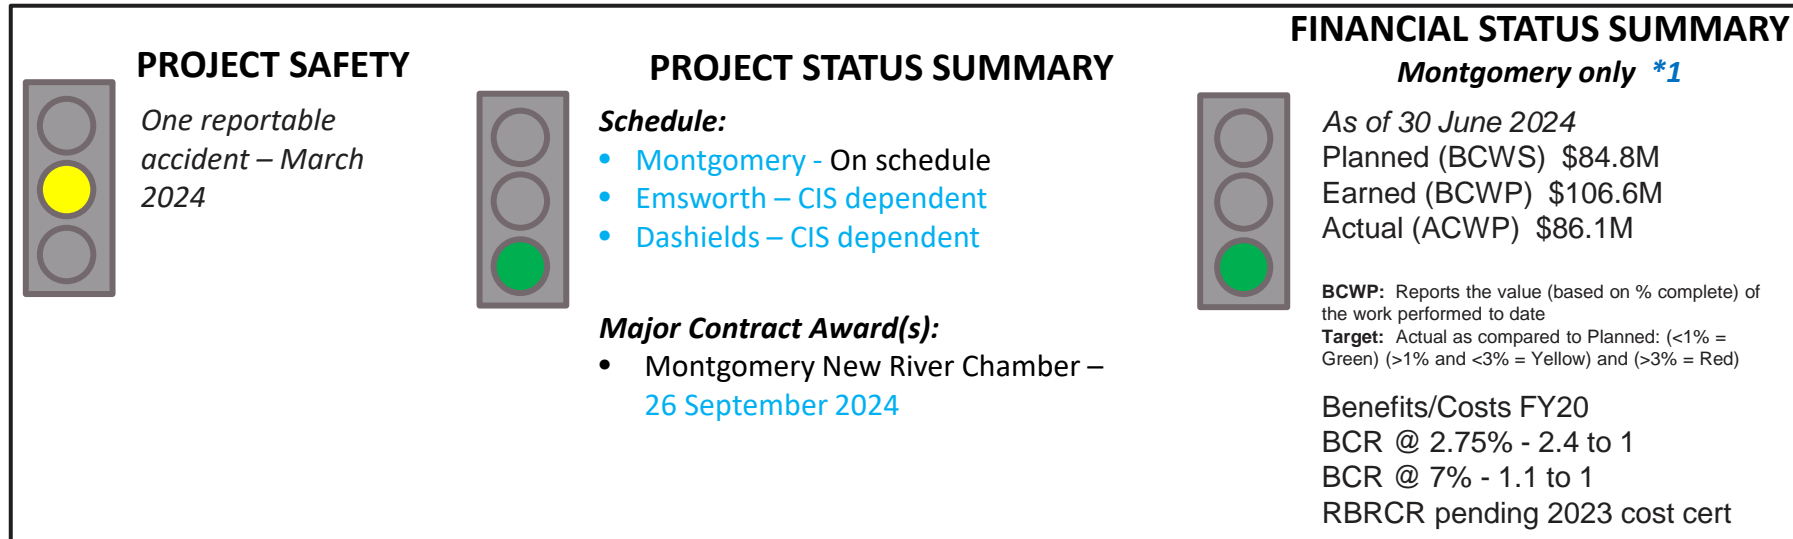 PROJECT SAFETY
One reportable
accident – March
2024
PROJECT STATUS SUMMARY
Schedule:
• Montgomery - On schedule
• Emsworth – CIS dependent
• Dashields – CIS dependent
Major Contract Award(s):
• Montgomery New River Chamber –
26 September 2024
FINANCIAL STATUS SUMMARY
Montgomery only *1
As of 30 June 2024
Planned (BCWS) $84.8M
Earned (BCWP) $106.6M
Actual (ACWP) $86.1M
BCWP: Reports the value (based on % complete) of
the work performed to date
Target: Actual as compared to Planned: (<1% =
Green) (>1% and <3% = Yellow) and (>3% = Red)
Benefits/Costs FY20
BCR @ 2.75% - 2.4 to 1
BCR @ 7% - 1.1 to 1
RBRCR pending 2023 cost cert